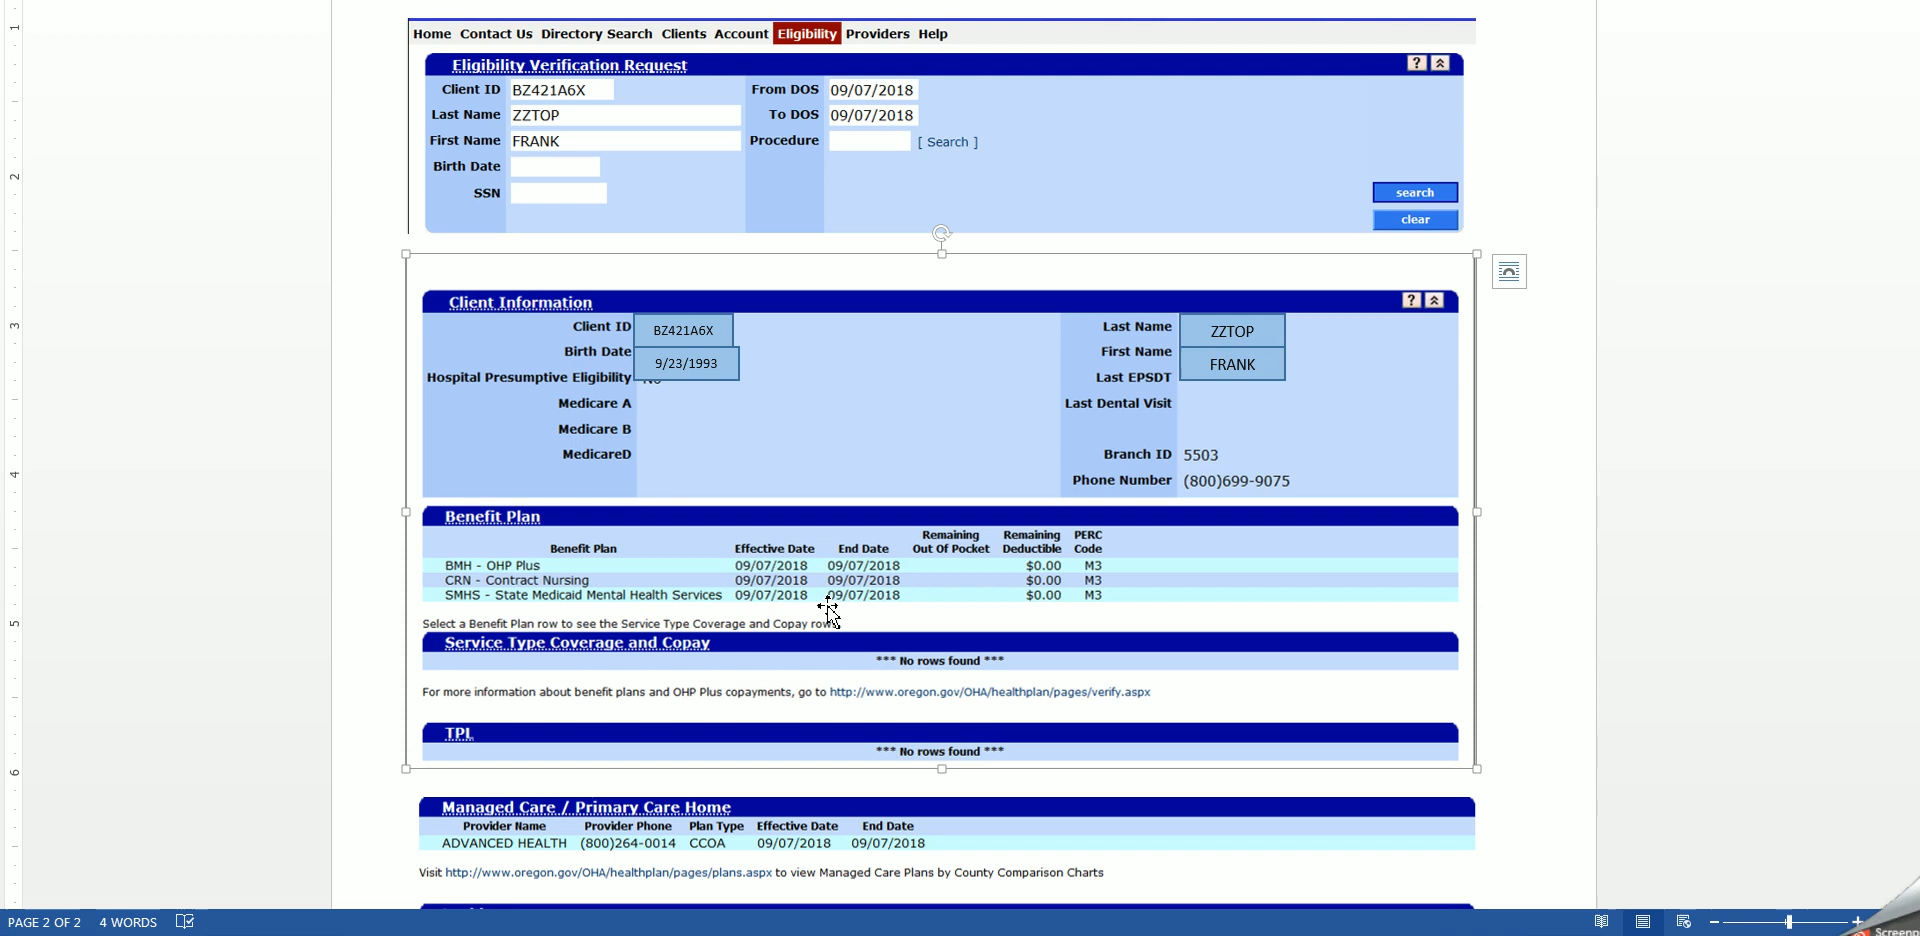 Home Contact Us Directory Search Clients Account Eligibility Providers Help
Eligibility Verification Request ?
Client ID BZ421A6X From DOS 09/07/2018
Last Name ZZTOP To DOS 09/07/2018
First Name FRANK Procedure [ Search ]
Birth Date
SSN search
clear
Client Information ?
Client ID BZ421A6X Last Name ZZTOP
Birth Date 9/23/1993 First Name FRANK
Hospital Presumptive Eligibility No Last EPSDT
Medicare A Last Dental Visit
Medicare B
MedicareD Branch ID 5503
Phone Number (800)699-9075
Benefit Plan
Remaining Remaining PERC
Benefit Plan Effective Date End Date Out Of Pocket Deductible Code
BMH - OHP Plus 09/07/2018 09/07/2018 $0.00 M3
CRN - Contract Nursing 09/07/2018 09/07/2018 $0.00 M3
SMHS - State Medicaid Mental Health Services 09/07/2018 09/07/2018 $0.00 M3
Select a Benefit Plan row to see the Service Type Coverage and Copay rows
Service Type Coverage and Copay
*** No rows found ***
For more information about benefit plans and OHP Plus copayments, go to http://www.oregon.gov/OHA/healthplan/pages/verify.aspx
TPL
*** No rows found ***
Managed Care / Primary Care Home
Provider Name Provider Phone Plan Type Effective Date End Date
ADVANCED HEALTH (800)264-0014 CCOA 09/07/2018 09/07/2018
Visit http://www.oregon.gov/OHA/healthplan/pages/plans.aspx to view Managed Care Plans by County Comparison Charts
PAGE 2 OF 2 4 WORDS
1
2
3
4
5
6